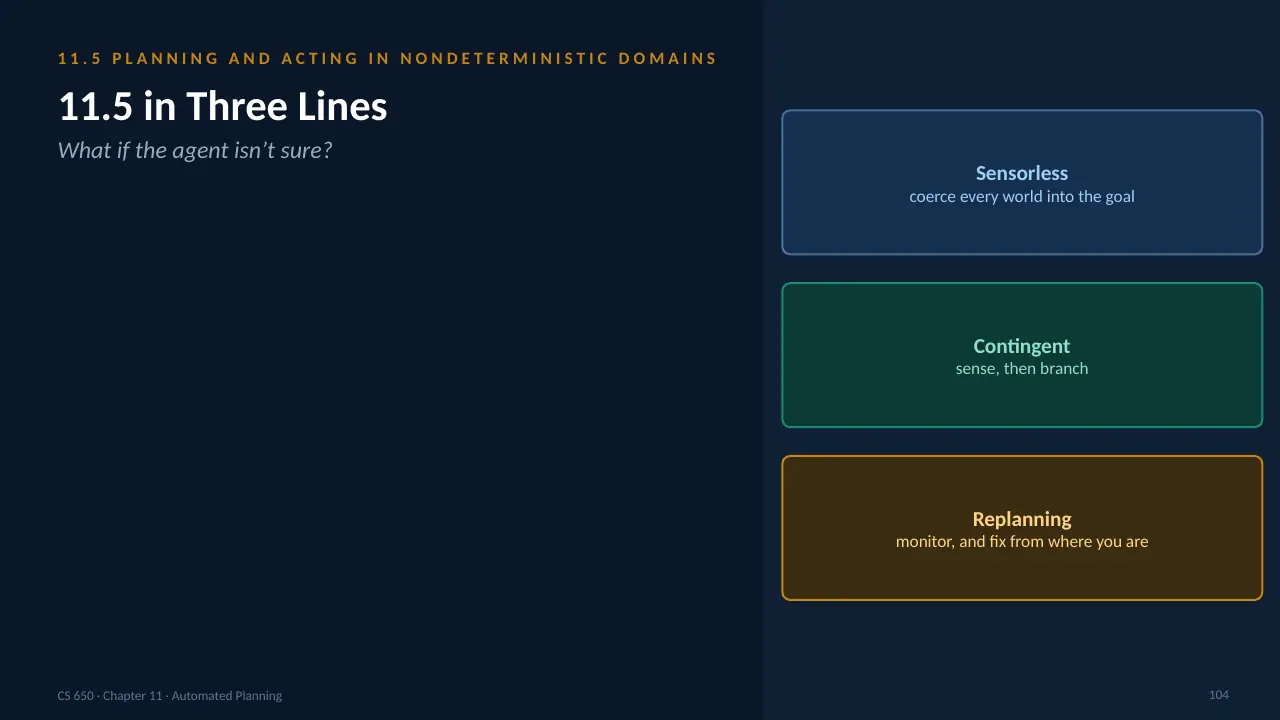 11.5 PLANNING AND ACTING IN NONDETERMINISTIC DOMAINS
11.5 in Three Lines
What if the agent isn’t sure?
Sensorless
coerce every world into the goal
Contingent
sense, then branch
Replanning
monitor, and fix from where you are
CS 650 · Chapter 11 · Automated Planning
104